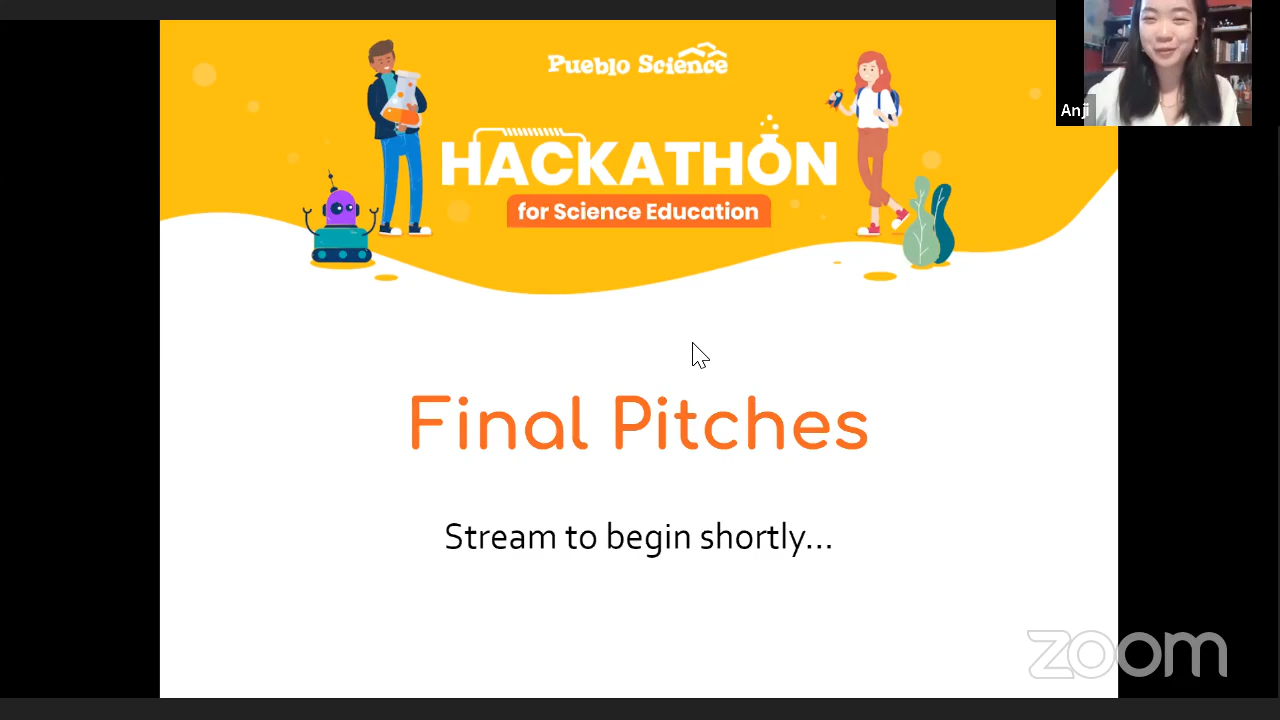 Pueblo Science
HACKATHON
for Science Education
Anji
Final Pitches
Stream to begin shortly...
zoom